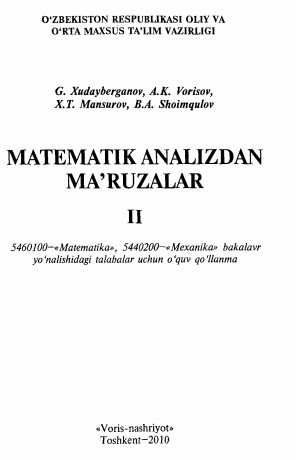 O‘ZBEKISTON RESPUBLIKASI OLIY VA
O‘RTA MAXSUS TA’LIM VAZIRLIGI
G. Xudayberganov, A.K. Vorisov,
X.T. Mansurov, B.A. Shoimqulov
MATEMATIK ANALIZDAN
MA’RUZALAR
II
5460100—«Matematika», 5440200—«Mexanika» bakalavr
yo‘nalishidagi talabalar uchun o‘quv qo‘llanma
«Voris-nashriyot»
Toshkent—2010